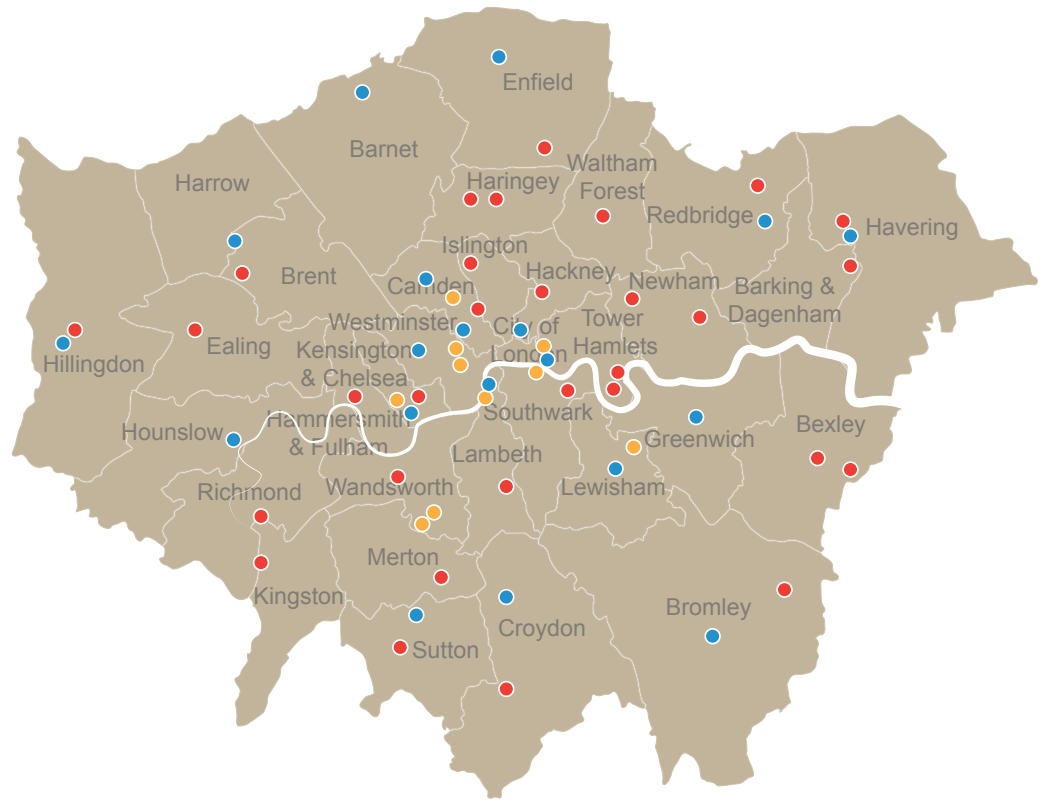 Enfield
Barnet
Waltham
Forest
Harrow
Haringey
Redbridge
Havering
Islington
Hackney
Brent
Camden
Newham
Barking &
Dagenham
Westminster
City of
London
Tower
Hamlets
Ealing
Kensington
& Chelsea
Hillingdon
Southwark
Hammersmith
& Fulham
Hounslow
Greenwich
Bexley
Lambeth
Richmond
Wandsworth
Lewisham
Merton
Kingston
Bromley
Croydon
Sutton